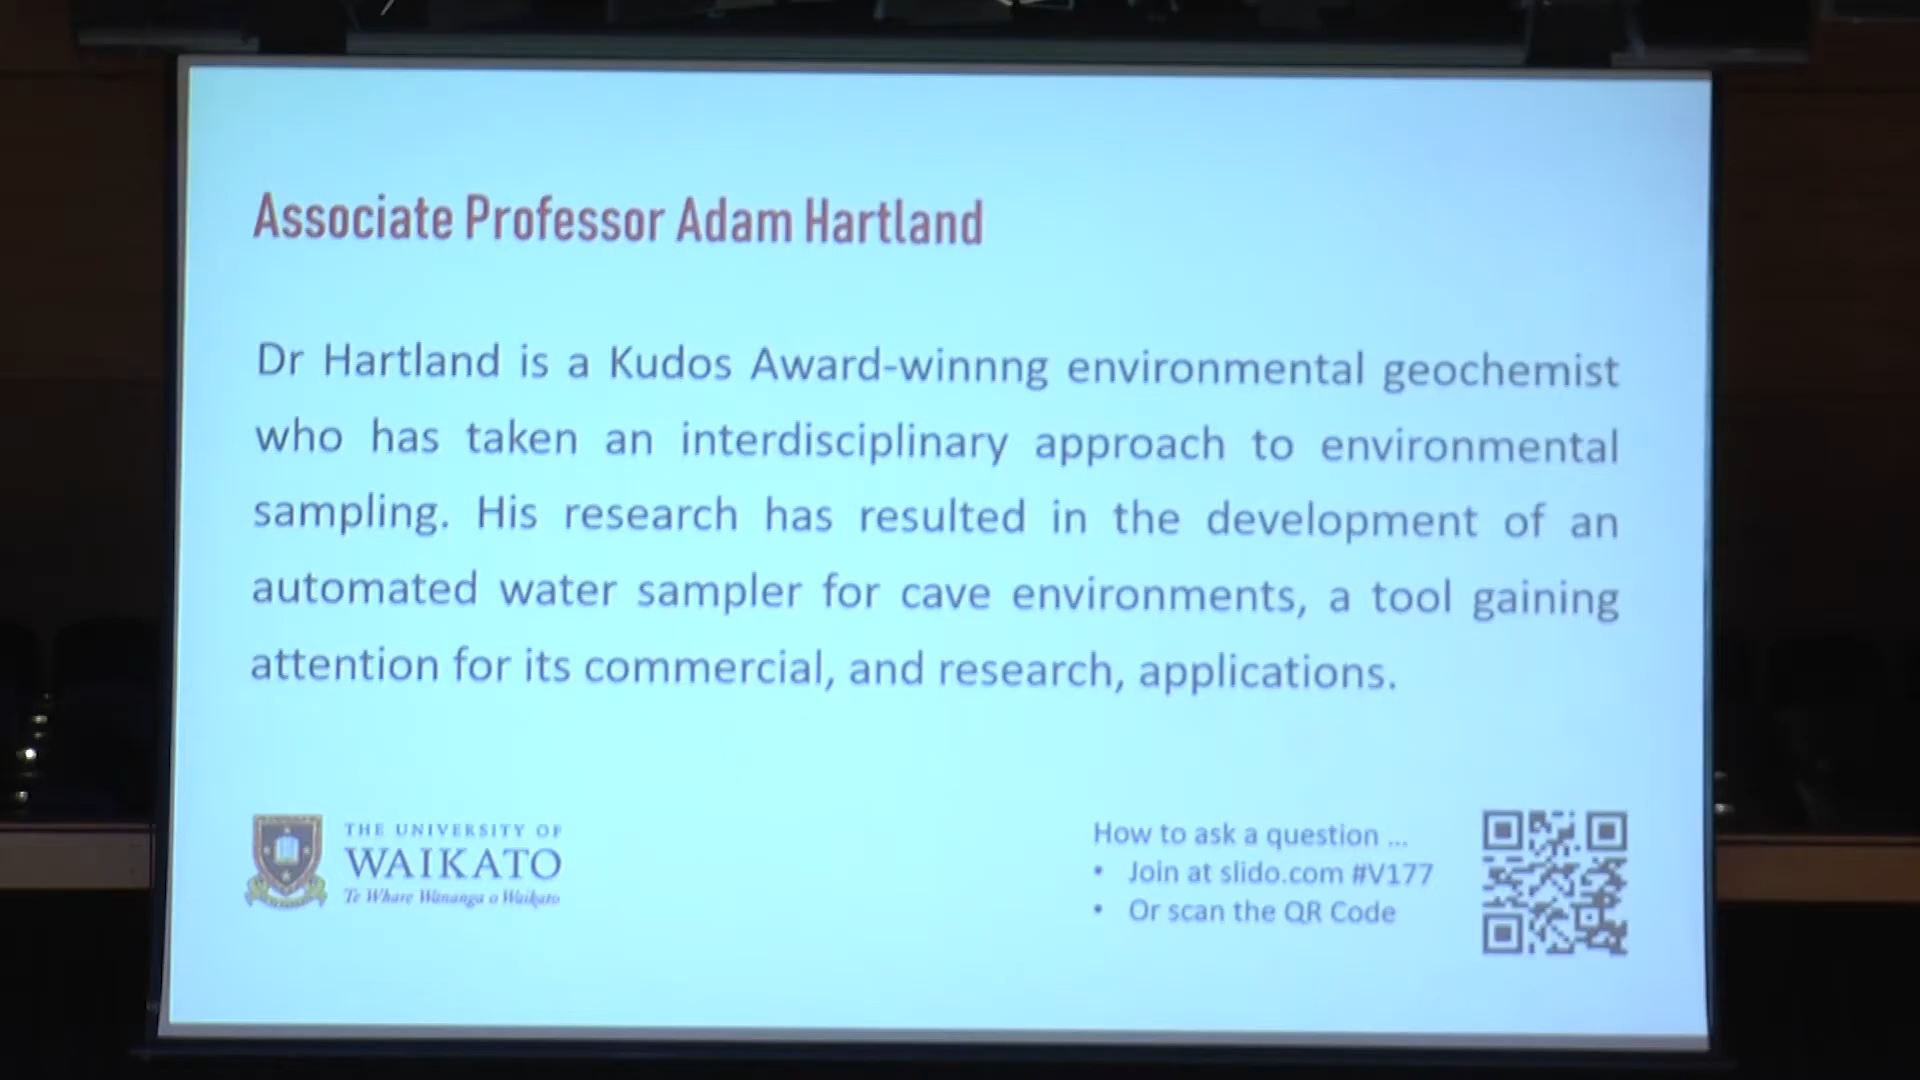 Associate Professor Adam Hartland
Dr Hartland is a Kudos Award-winnng environmental geochemist
who has taken an interdisciplinary approach to environmental
sampling. His research has resulted in the development of an
automated water sampler for cave environments, a tool gaining
attention for its commercial, and research, applications.
THE UNIVERSITY OF
WAIKATO
Te Whare Wānanga o Waikato
How to ask a question ...
• Join at slido.com #V177
• Or scan the QR Code